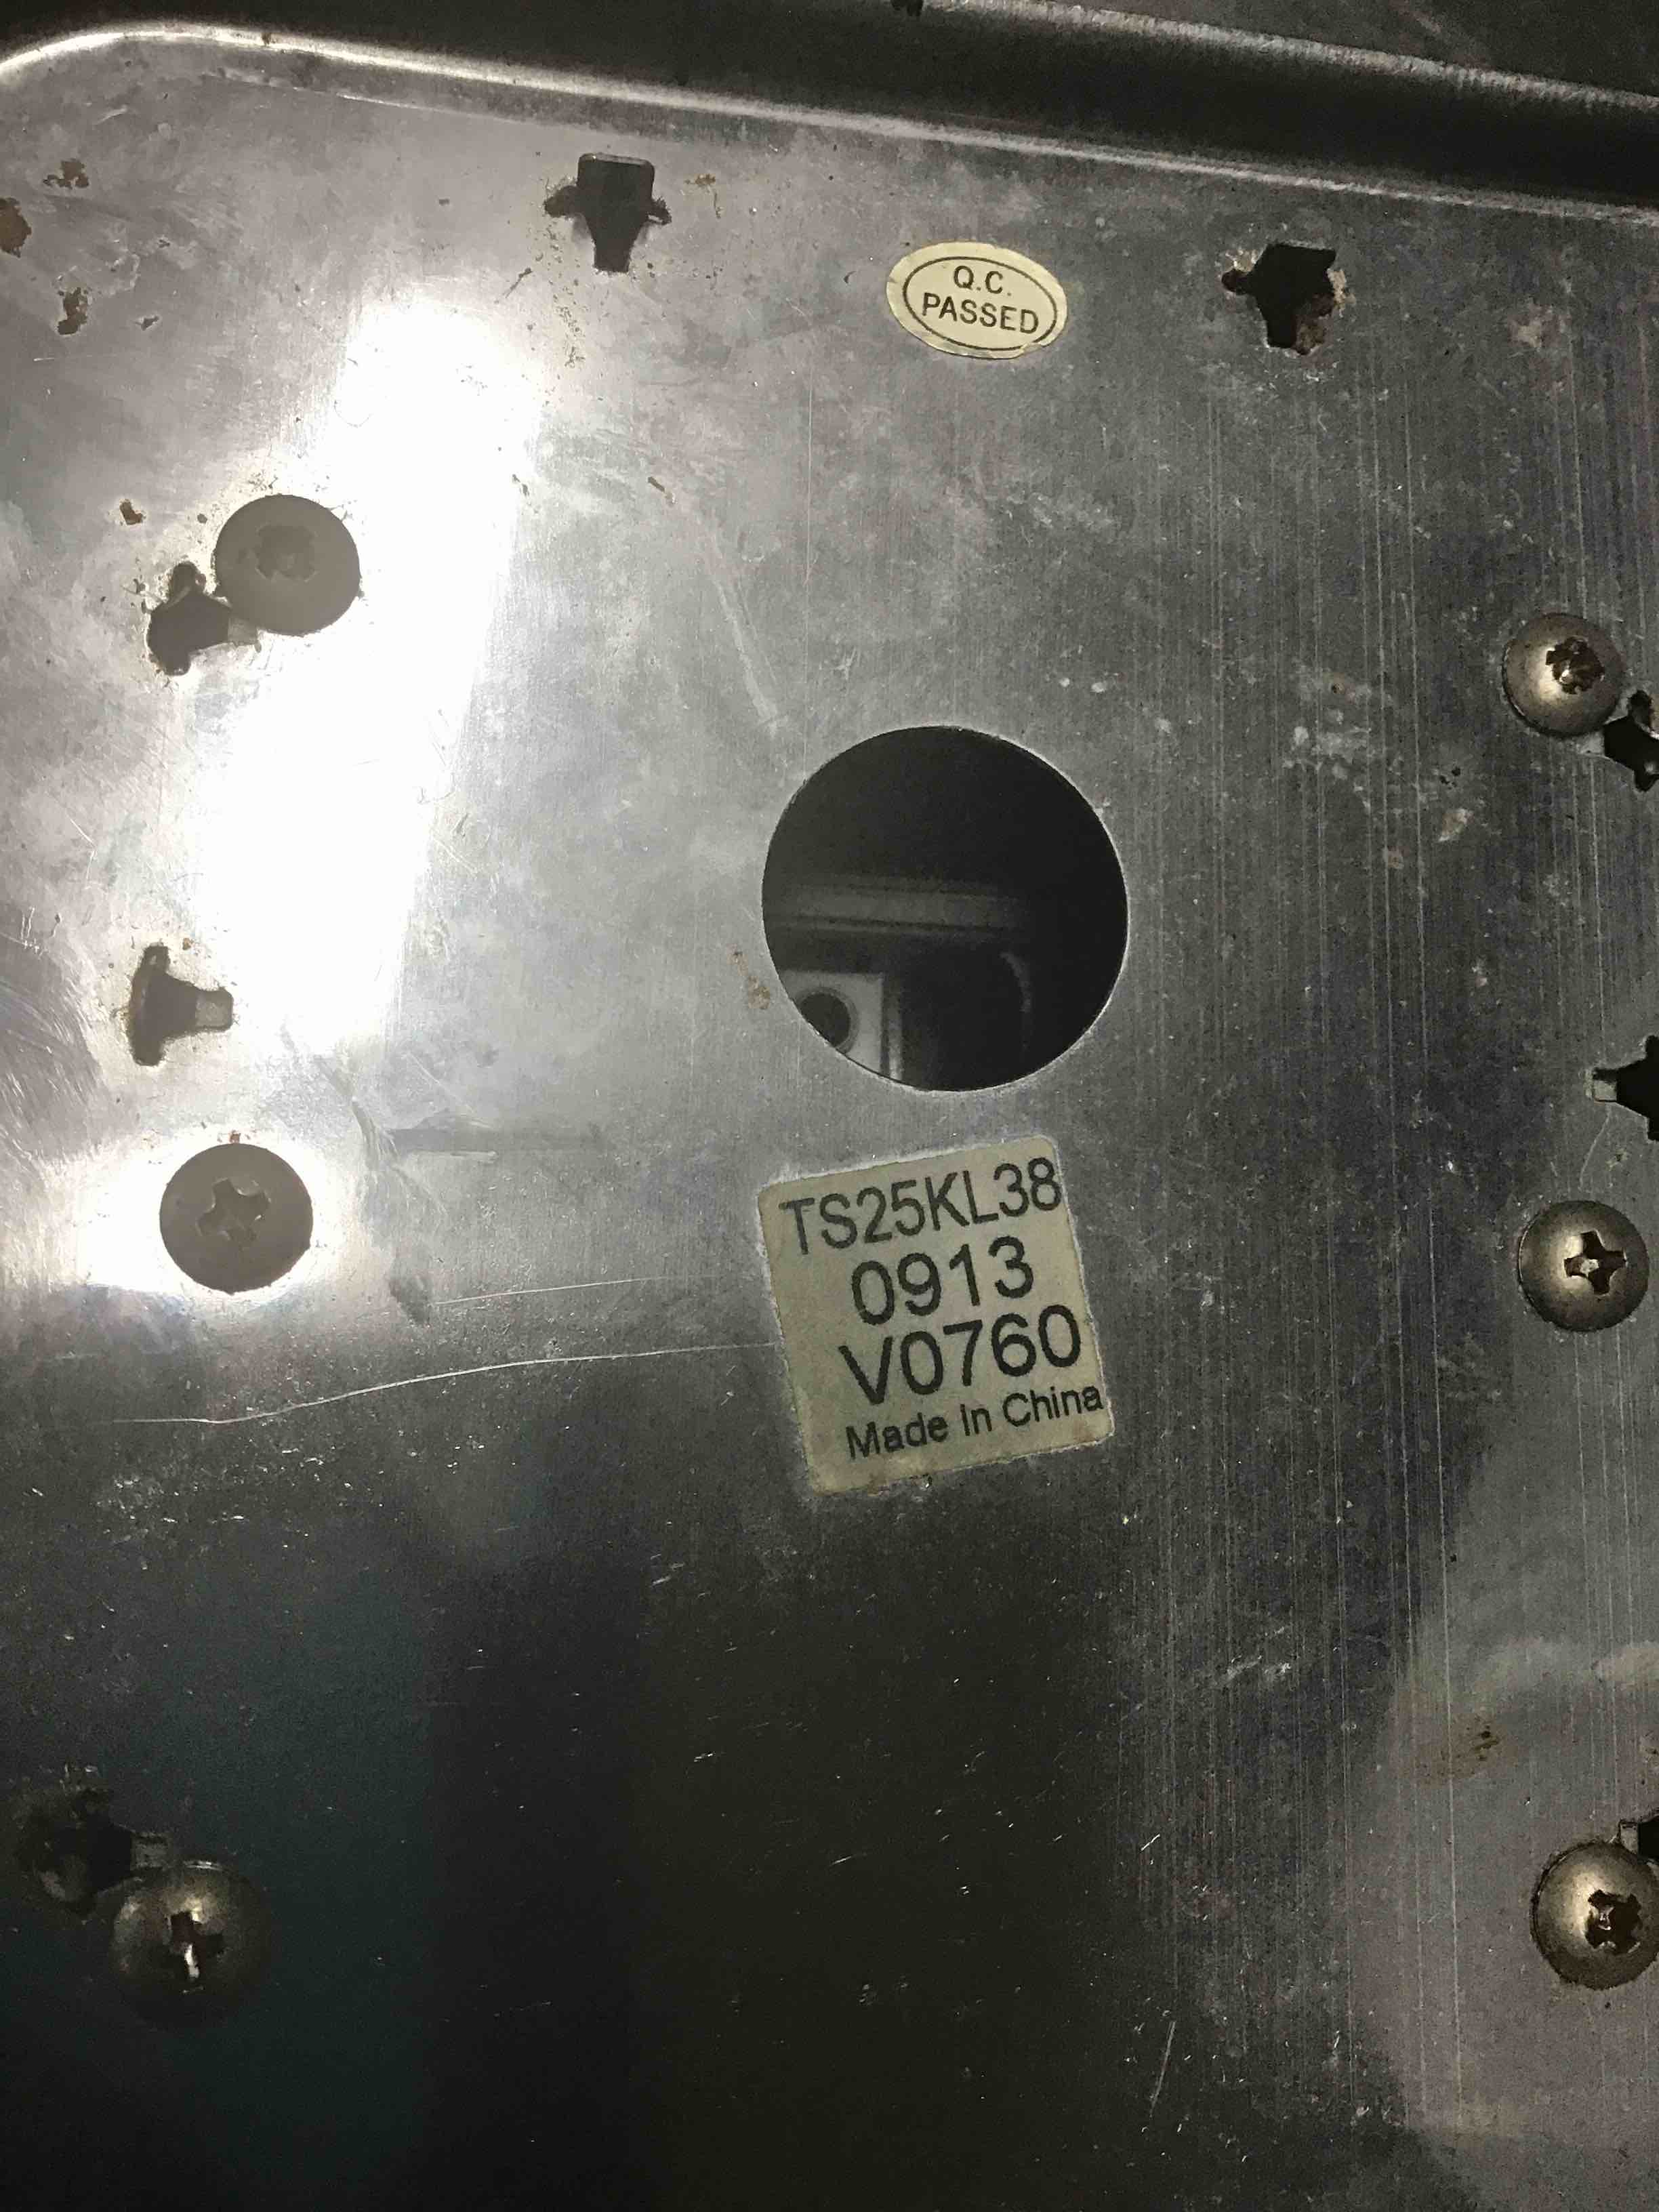 Q.C.
PASSED
TS25KL38
0913
V0760
Made In China